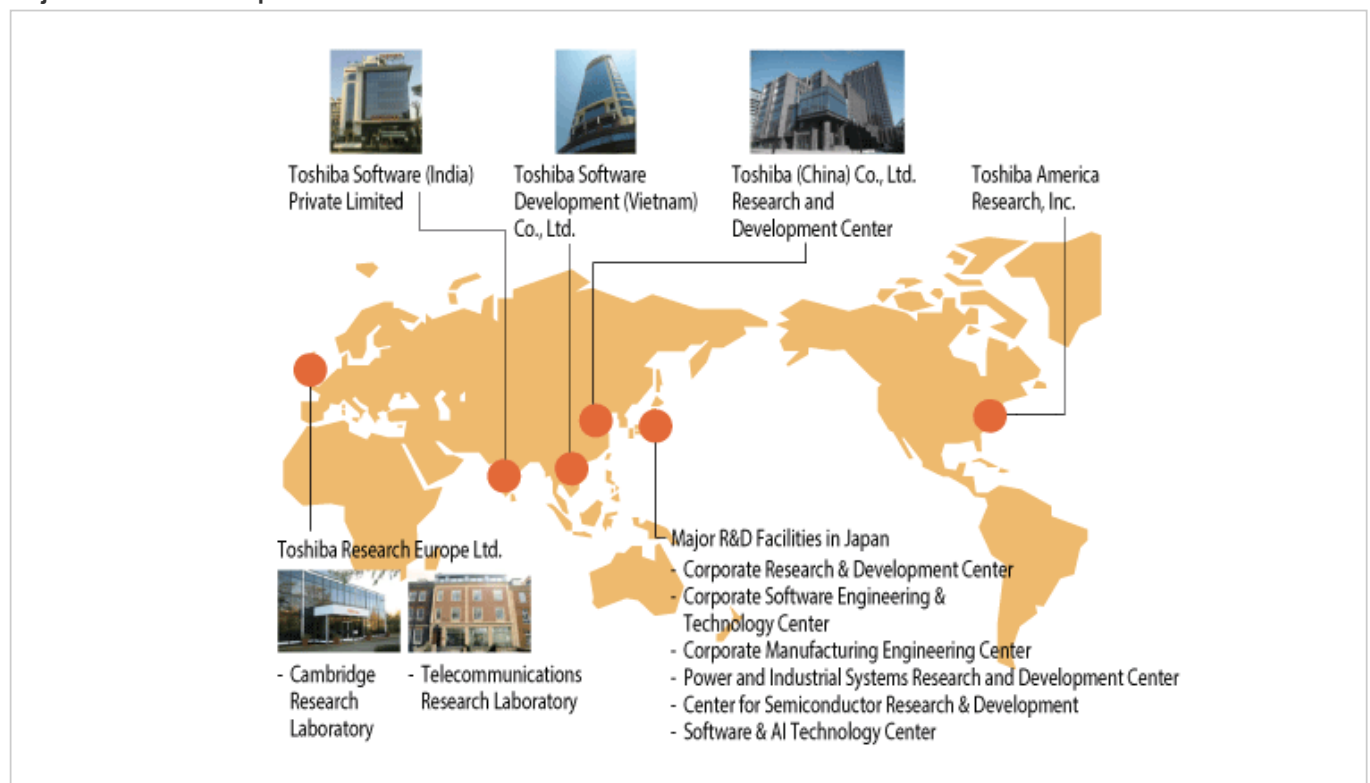 Toshiba Software (India)
Private Limited
Toshiba Software
Development (Vietnam)
Co., Ltd.
Toshiba (China) Co., Ltd.
Research and
Development Center
Toshiba America
Research, Inc.
Toshiba Research Europe Ltd.
- Cambridge
Research
Laboratory
- Telecommunications
Research Laboratory
Major R&D Facilities in Japan
- Corporate Research & Development Center
- Corporate Software Engineering &
Technology Center
- Corporate Manufacturing Engineering Center
- Power and Industrial Systems Research and Development Center
- Center for Semiconductor Research & Development
- Software & AI Technology Center